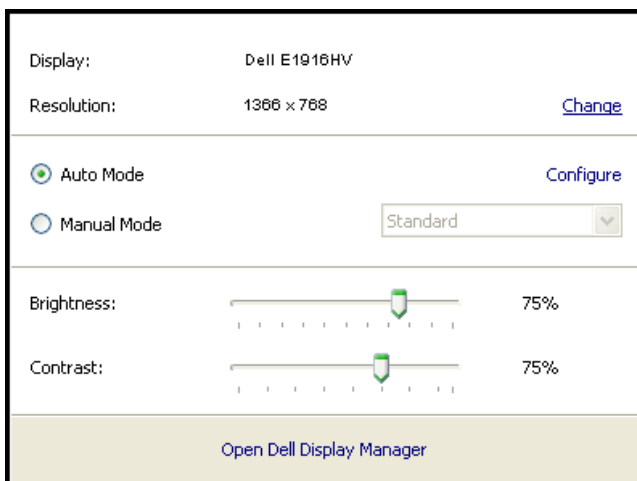 Display: Dell E1916HV
Resolution: 1366 x 768 Change
Auto Mode Configure
Manual Mode Standard
Brightness: 75%
Contrast: 75%
Open Dell Display Manager